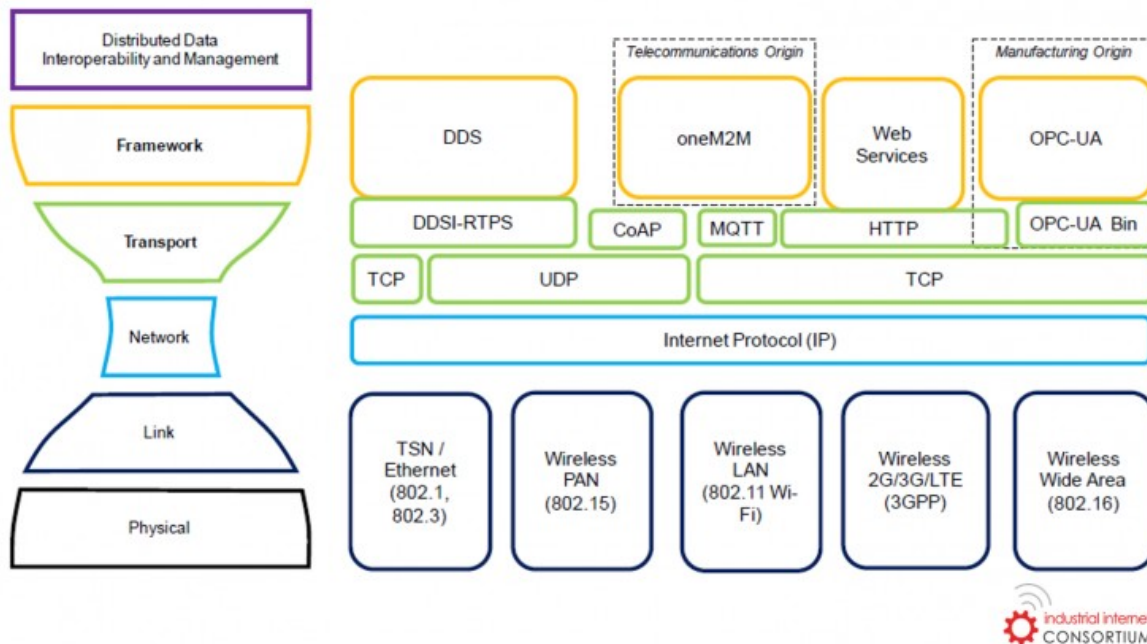 Distributed Data
Interoperability and Management
Framework
Transport
Network
Link
Physical
Telecommunications Origin
Manufacturing Origin
DDS
oneM2M
Web
Services
OPC-UA
DDSI-RTPS
CoAP
MQTT
HTTP
OPC-UA Bin
TCP
UDP
TCP
Internet Protocol (IP)
TSN /
Ethernet
(802.1,
802.3)
Wireless
PAN
(802.15)
Wireless
LAN
(802.11 Wi-
Fi)
Wireless
2G/3G/LTE
(3GPP)
Wireless
Wide Area
(802.16)
industrial interne
CONSORTIUM